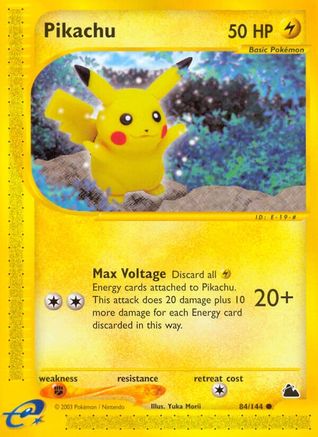 Pikachu 50 HP
Basic Pokémon
ID: E-19-#
Max Voltage Discard all
Energy cards attached to Pikachu.
This attack does 20 damage plus 10
more damage for each Energy card
discarded in this way.
20+
weakness resistance retreat cost
© 2003 Pokémon / Nintendo Illus. Yuka Morii 84/144
e